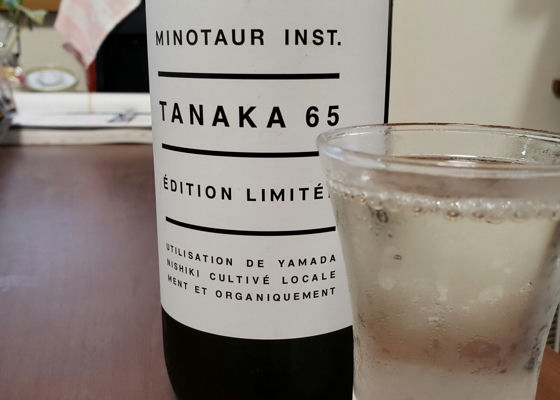 MINOTAUR INST.
TANAKA 65
ÉDITION LIMITÉ
UTILISATION DE YAMADA
NISHIKI CULTIVÉ LOCALE
MENT ET ORGANIQUEMENT